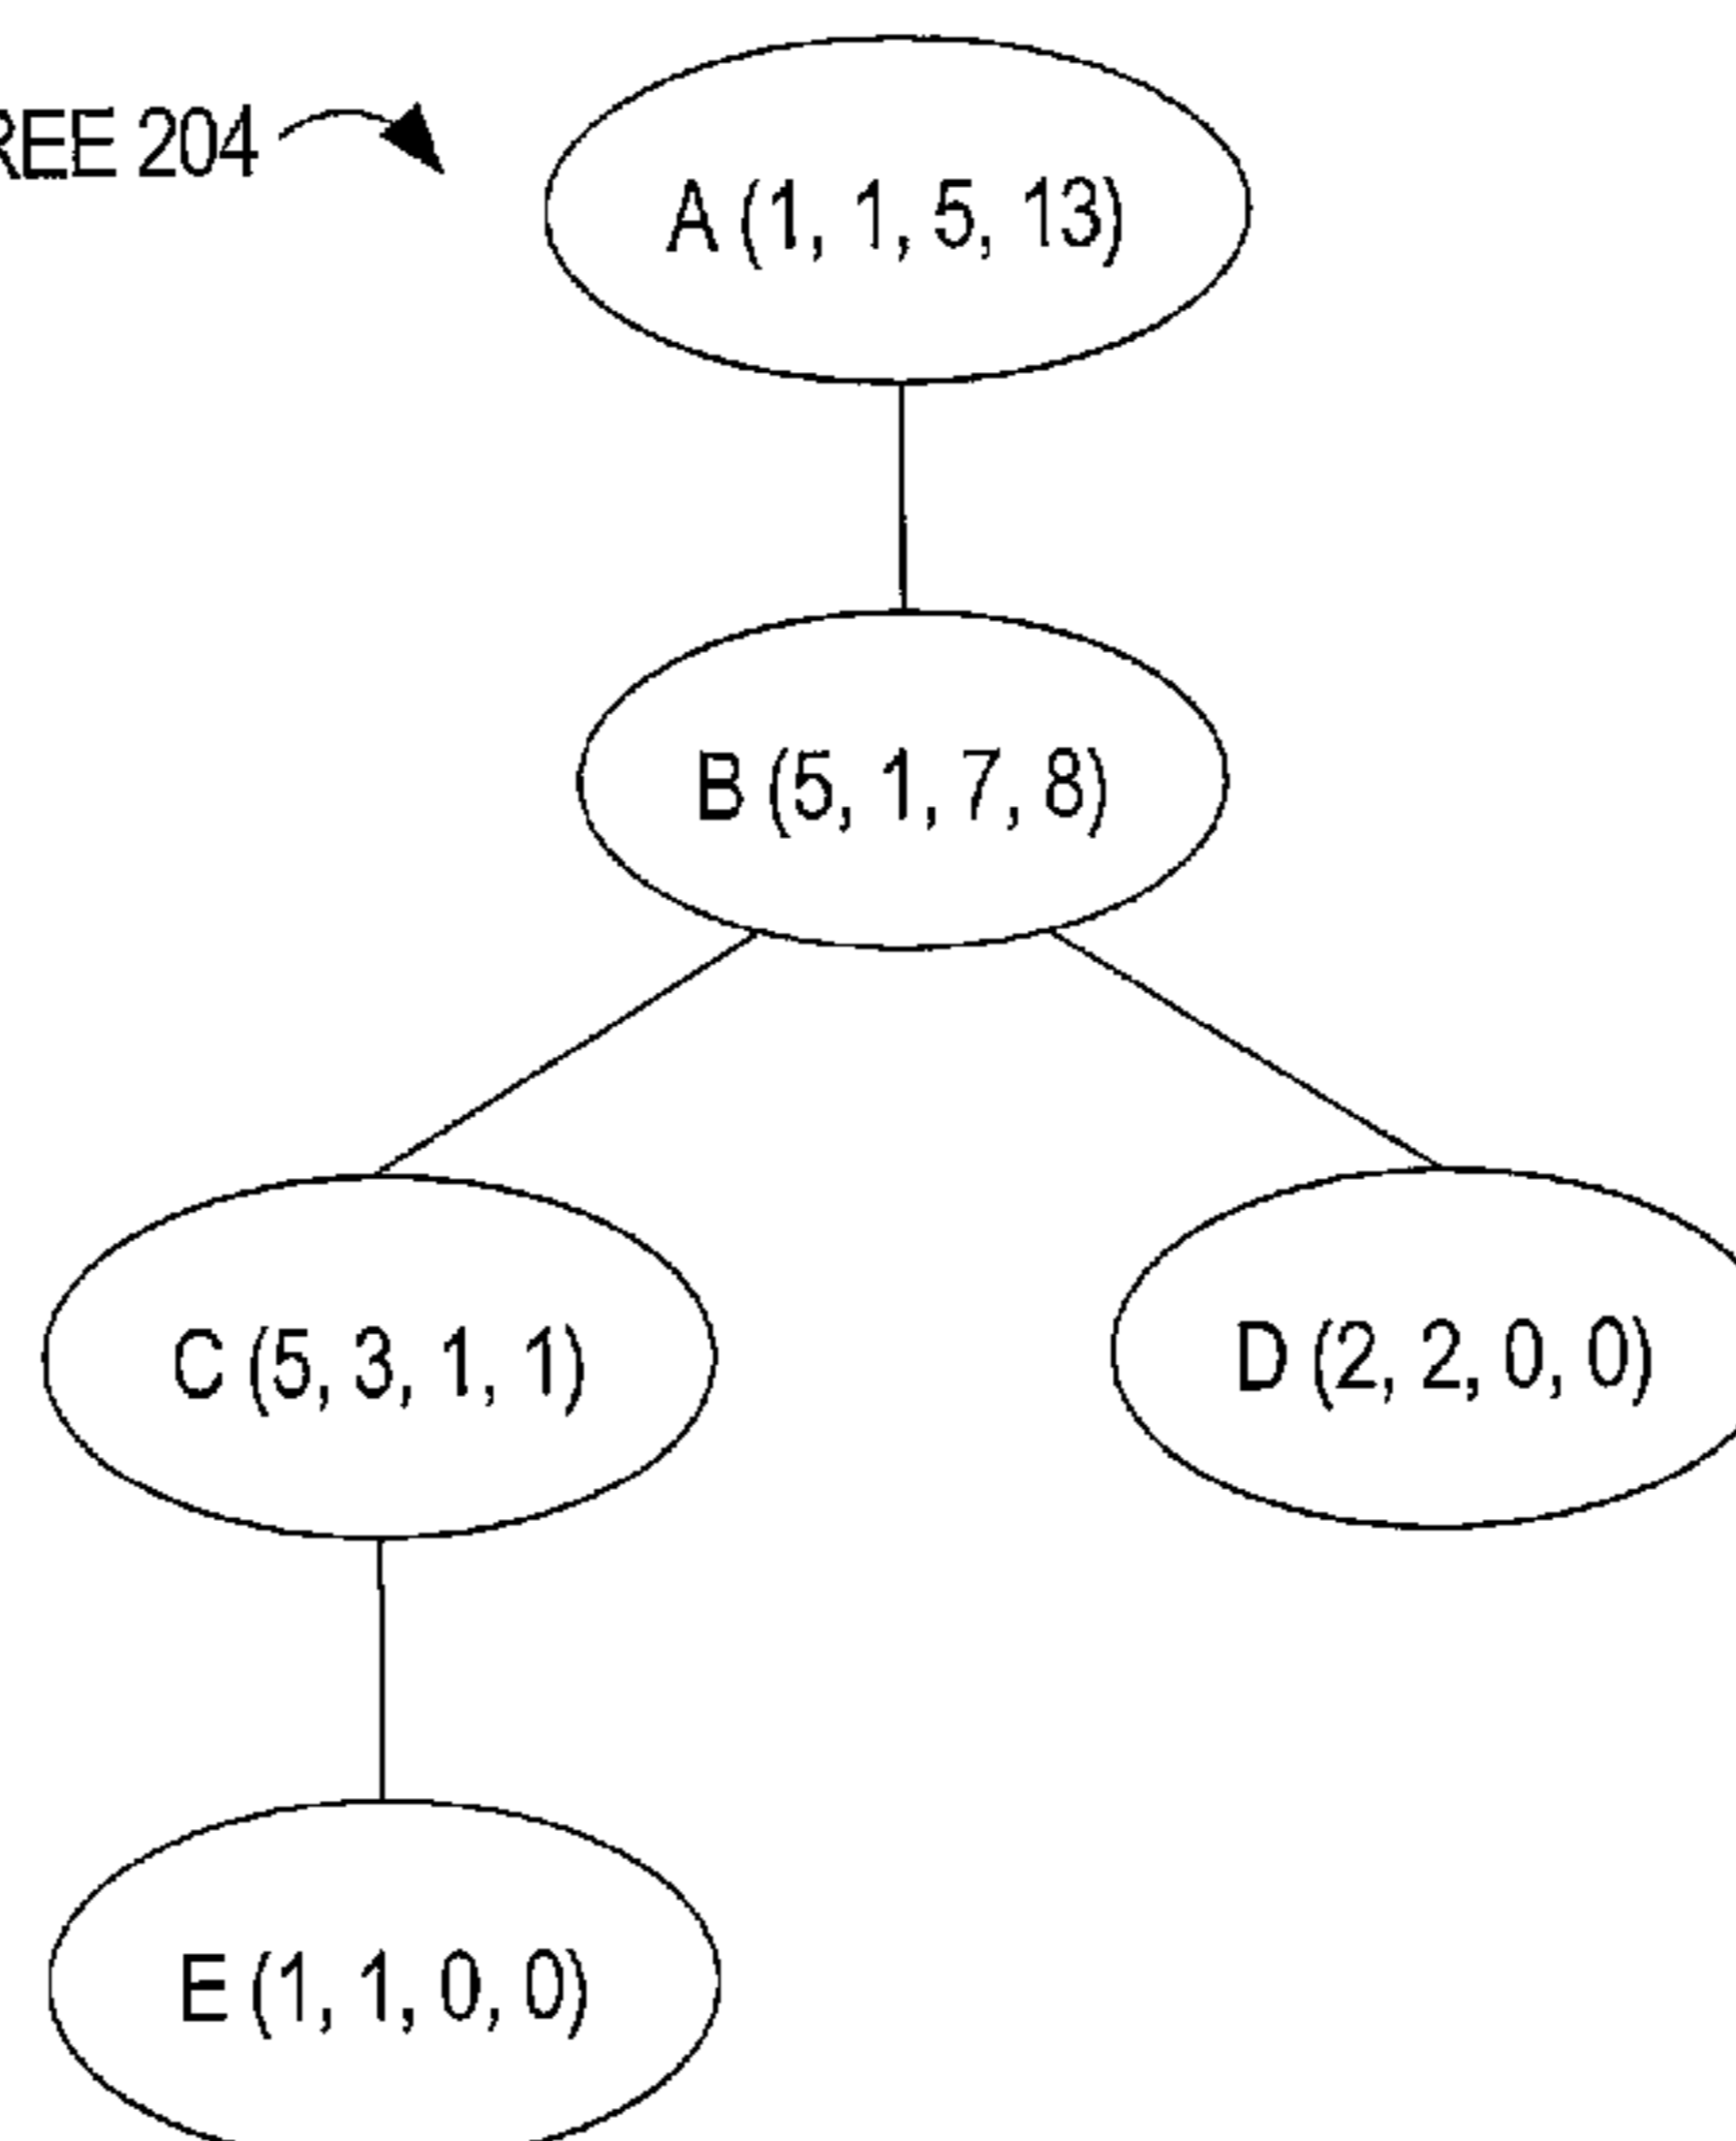 REE 204
A (1, 1, 5, 13)
B (5, 1, 7, 8)
C (5, 3, 1, 1)
D (2, 2, 0, 0)
E (1, 1, 0, 0)